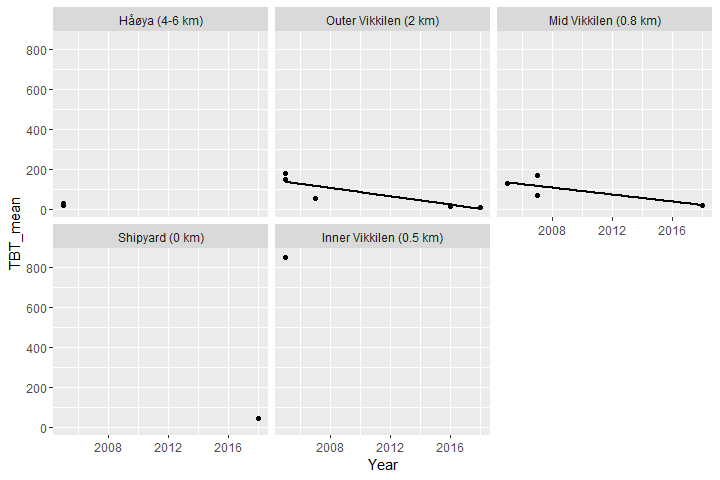 Håøya (4-6 km)
Outer Vikkilen (2 km)
Mid Vikkilen (0.8 km)
800
600
400
200
0
2008 2012 2016
TBT_mean
Shipyard (0 km)
Inner Vikkilen (0.5 km)
800
600
400
200
0
2008 2012 2016
2008 2012 2016
Year